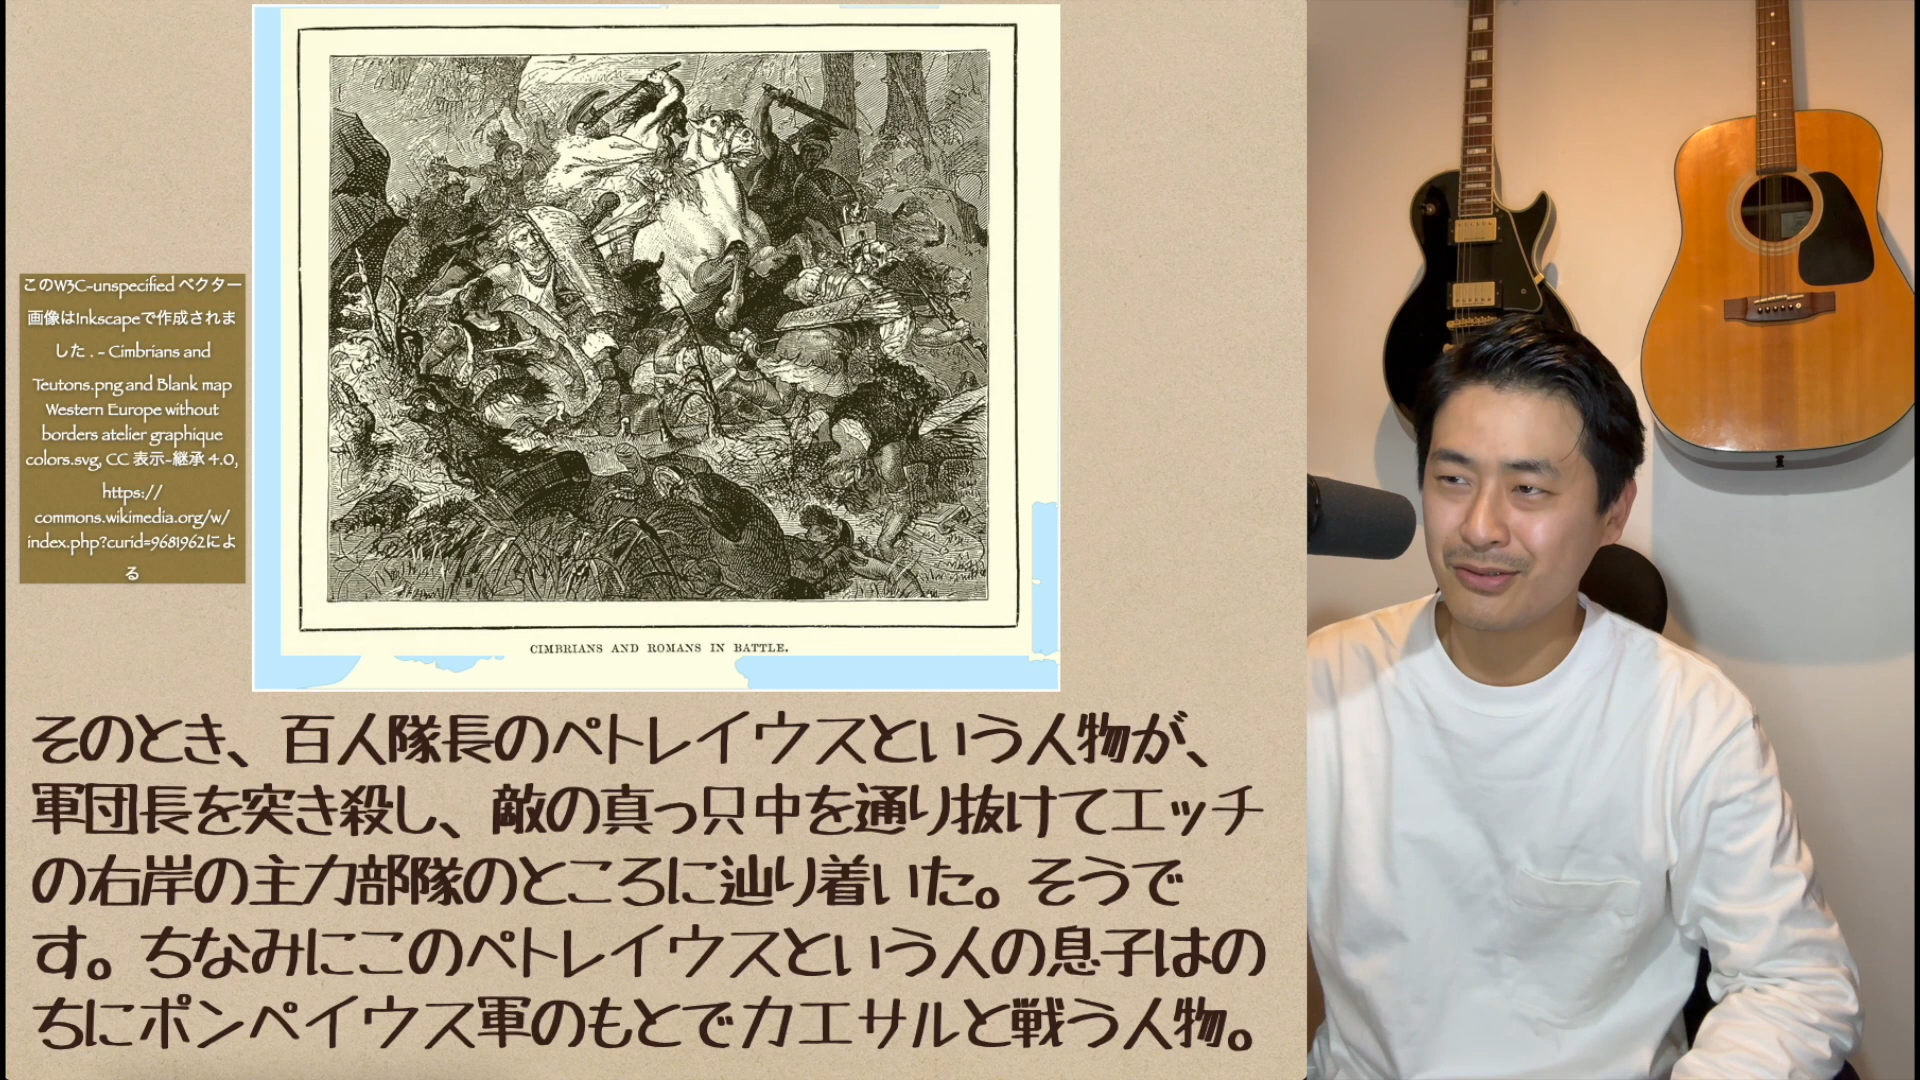 このW3C-unspecified ベクター
画像はInkscapeで作成されま
した . - Cimbrians and
Teutons.png and Blank map
Western Europe without
borders atelier graphique
colors.svg, CC 表示-継承 4.0,
https://
commons.wikimedia.org/w/
index.php?curid=9681962によ
る
CIMBRIANS AND ROMANS IN BATTLE.
そのとき、百人隊長のペトレイウスという人物が、
軍団長を突き殺し、敵の真っ只中を通り抜けてエッチ
の右岸の主力部隊のところに辿り着いた。そうで
す。ちなみにこのペトレイウスという人の息子はの
ちにポンペイウス軍のもとでカエサルと戦う人物。